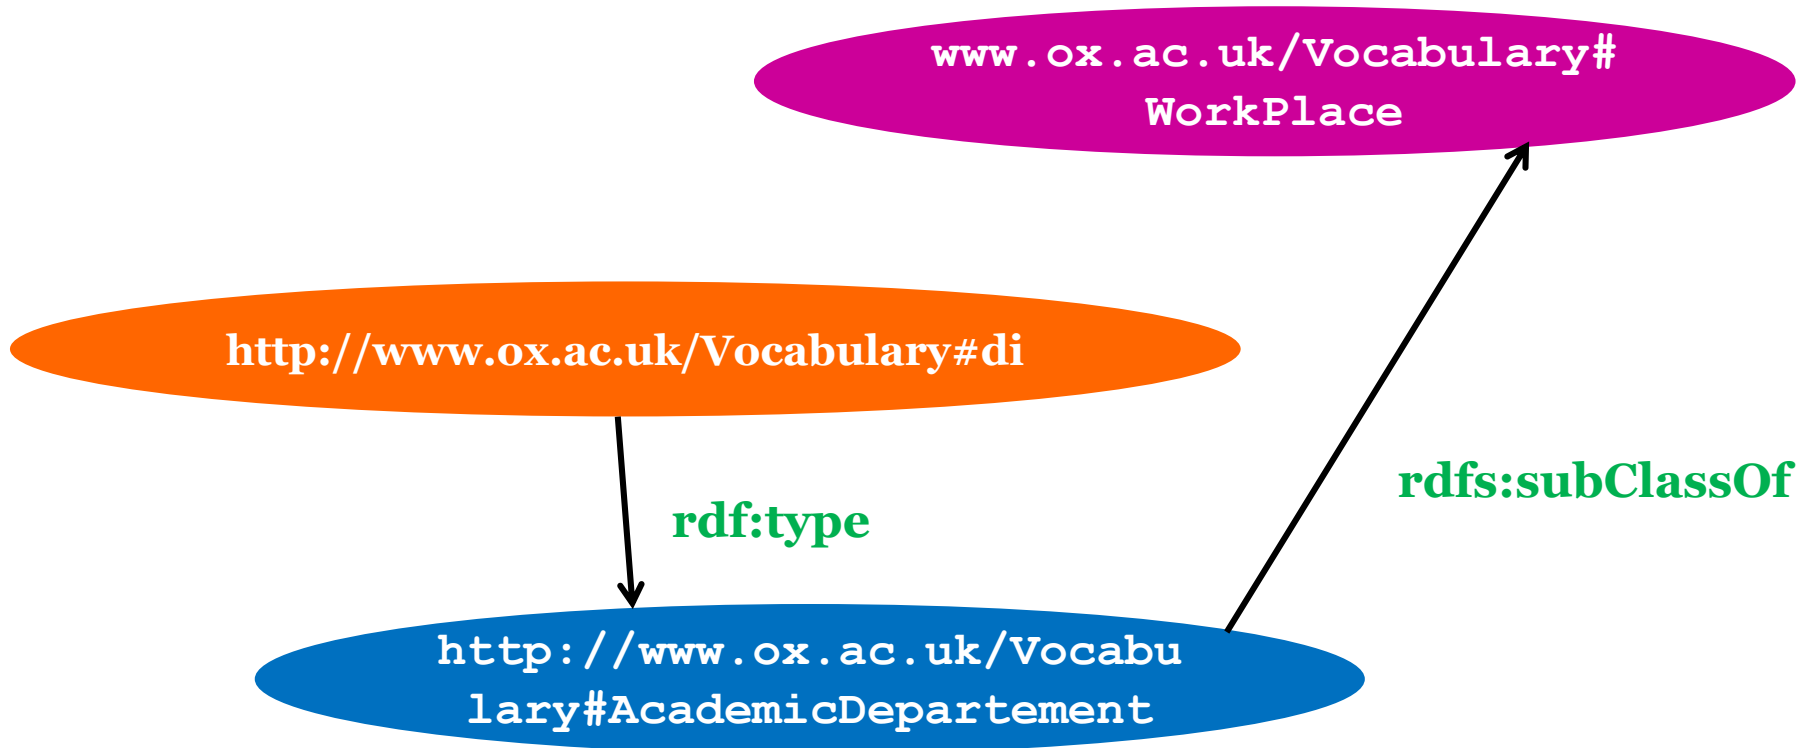 www.ox.ac.uk/Vocabulary#
WorkPlace
http://www.ox.ac.uk/Vocabulary#di
rdfs:subClassOf
rdf:type
http://www.ox.ac.uk/Vocabu
lary#AcademicDepartement